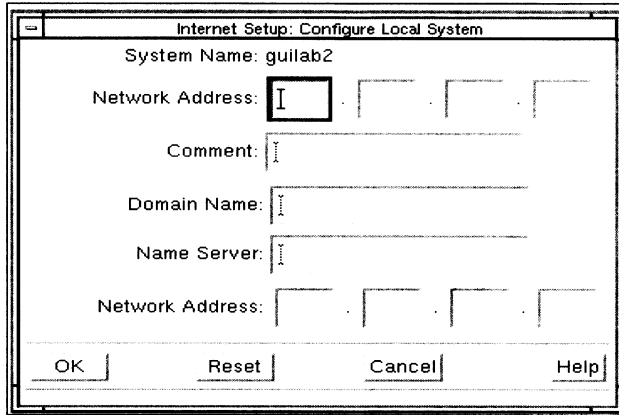 Internet Setup: Configure Local System
System Name: guilab2
Network Address: . . .
Comment:
Domain Name:
Name Server:
Network Address: . . .
OK Reset Cancel Help